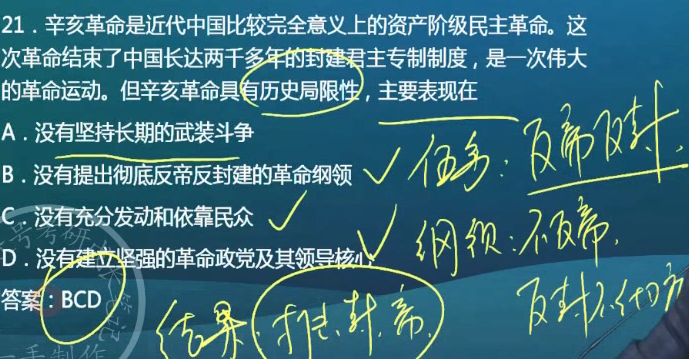 21．辛亥革命是近代中国比较完全意义上的资产阶级民主革命。这
次革命结束了中国长达两千多年的封建君主专制制度，是一次伟大
的革命运动。但辛亥革命具有历史局限性，主要表现在
A．没有坚持长期的武装斗争
B．没有提出彻底反帝反封建的革命纲领
任务：反帝反封
C．没有充分发动和依靠民众
纲领：不反帝，
D．没有建立坚强的革命政党及其领导核心
反封不彻底
答案：BCD
结果
封、帝
手制作